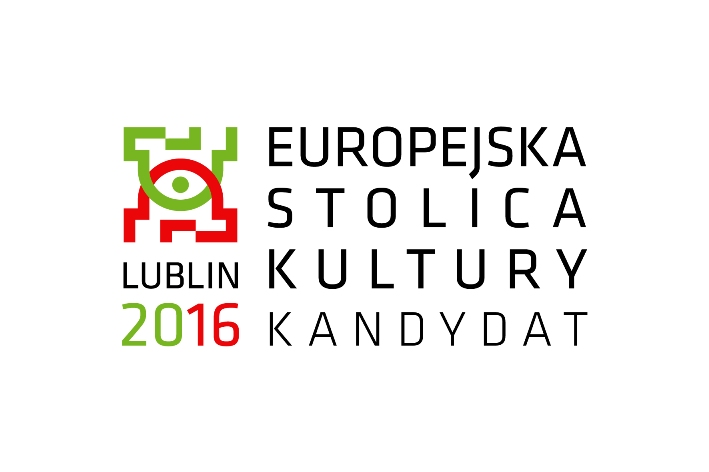 EUROPEJSKA
STOLICA
KULTURY
KANDYDAT
LUBLIN
2016